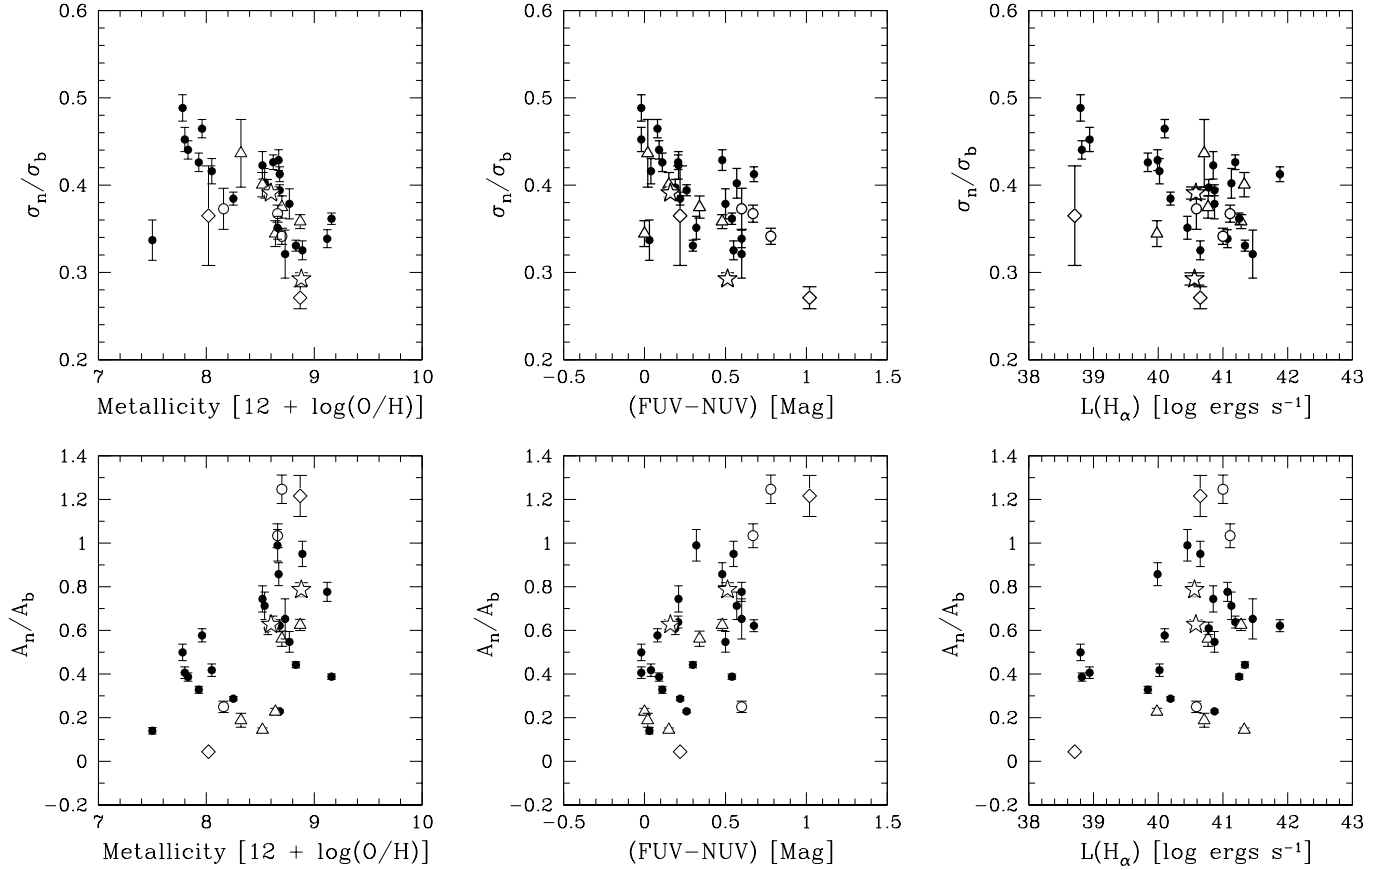 0.6 0.6 0.6
0.5 0.5 0.5
σn/σb σn/σb σn/σb
0.4 0.4 0.4
0.3 0.3 0.3
0.2 0.2 0.2
7 8 9 10 −0.5 0 0.5 1 1.5 38 39 40 41 42 43
Metallicity [12 + log(O/H)] (FUV−NUV) [Mag] L(Hα) [log ergs s⁻¹]
1.4 1.4 1.4
1.2 1.2 1.2
1 1 1
0.8 0.8 0.8
An/Ab An/Ab An/Ab
0.6 0.6 0.6
0.4 0.4 0.4
0.2 0.2 0.2
0 0 0
−0.2 −0.2 −0.2
7 8 9 10 −0.5 0 0.5 1 1.5 38 39 40 41 42 43
Metallicity [12 + log(O/H)] (FUV−NUV) [Mag] L(Hα) [log ergs s⁻¹]